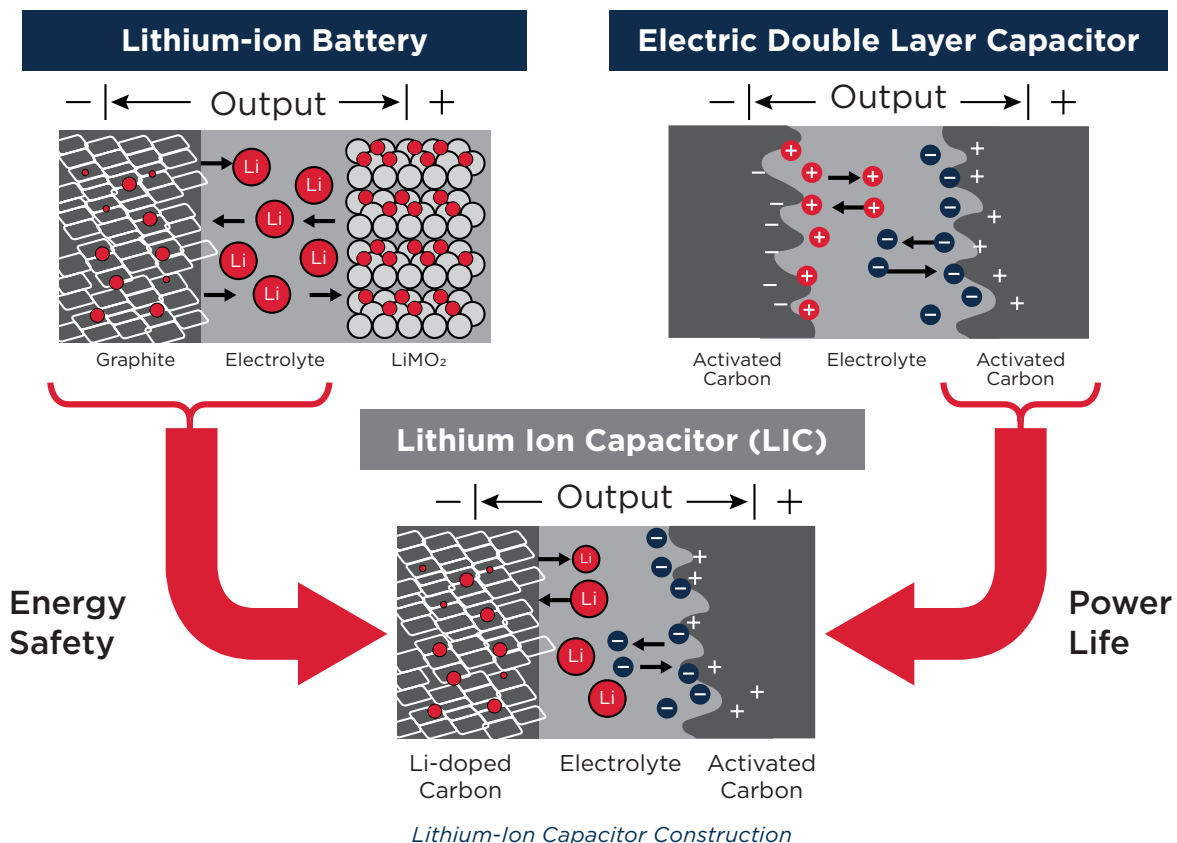 Lithium-ion Battery
Electric Double Layer Capacitor
− Output +
− Output +
Li
Li
Li
Li
Li
Li
Graphite
Electrolyte
LiMO₂
Activated
Carbon
Electrolyte
Activated
Carbon
Lithium Ion Capacitor (LIC)
− Output +
Li
Li
Li
Li
Energy
Safety
Power
Life
Li-doped
Carbon
Electrolyte
Activated
Carbon
Lithium-Ion Capacitor Construction